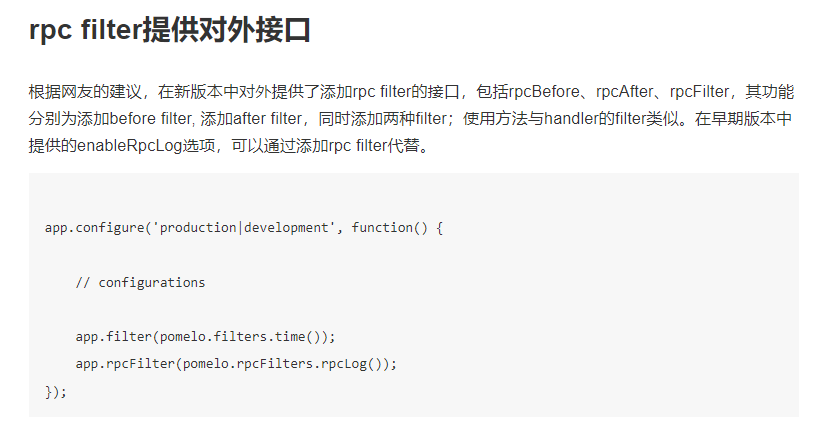 rpc filter提供对外接口
根据网友的建议，在新版本中对外提供了添加rpc filter的接口，包括rpcBefore、rpcAfter、rpcFilter，其功能
分别为添加before filter, 添加after filter，同时添加两种filter；使用方法与handler的filter类似。在早期版本中
提供的enableRpcLog选项，可以通过添加rpc filter代替。
app.configure('production|development', function() {
    // configurations
    app.filter(pomelo.filters.time());
    app.rpcFilter(pomelo.rpcFilters.rpcLog());
});